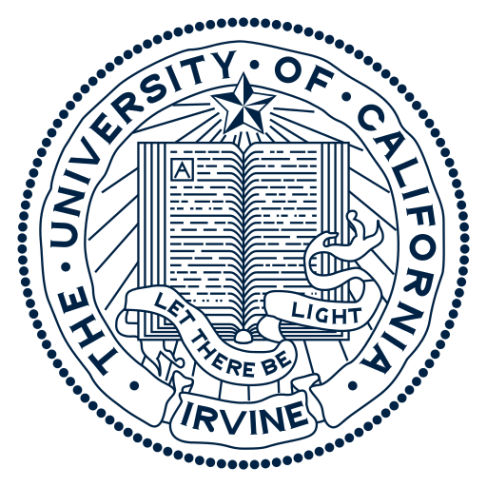 THE · UNIVERSITY · OF · CALIFORNIA
A
LET THERE BE LIGHT
IRVINE